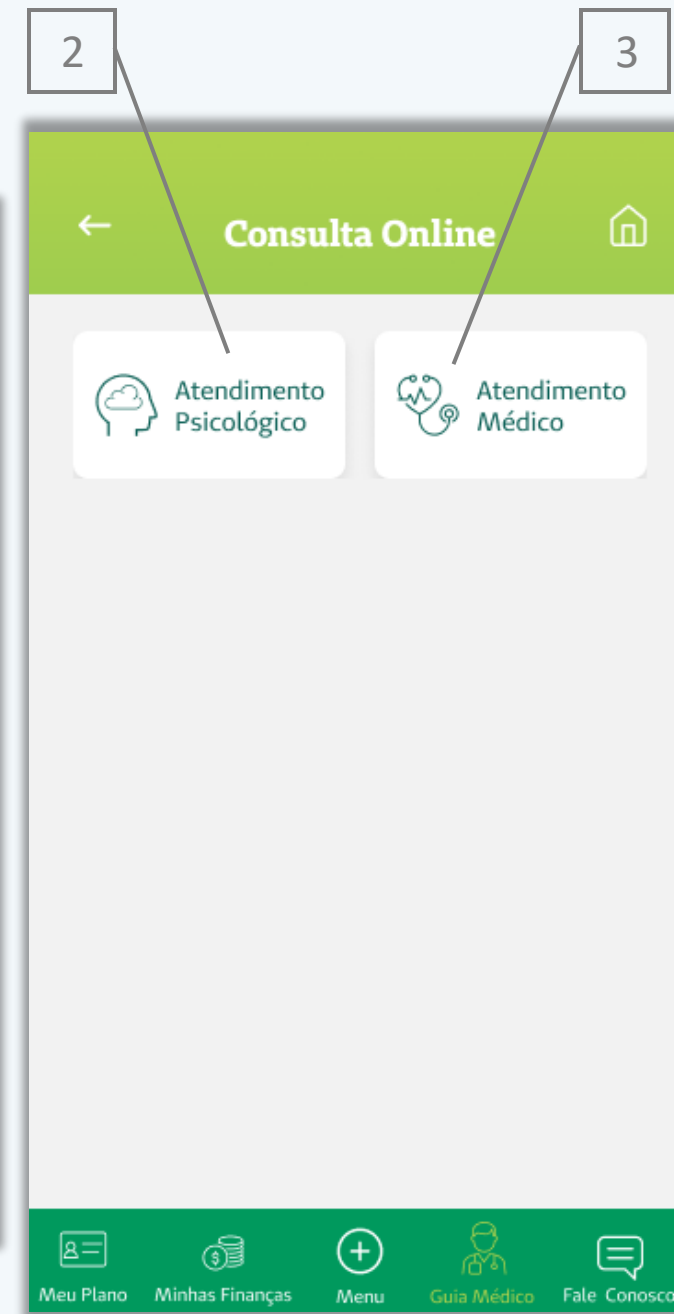 2
3
Consulta Online
Atendimento
Psicológico
Atendimento
Médico
Meu Plano
Minhas Finanças
Menu
Guia Médico
Fale Conosco